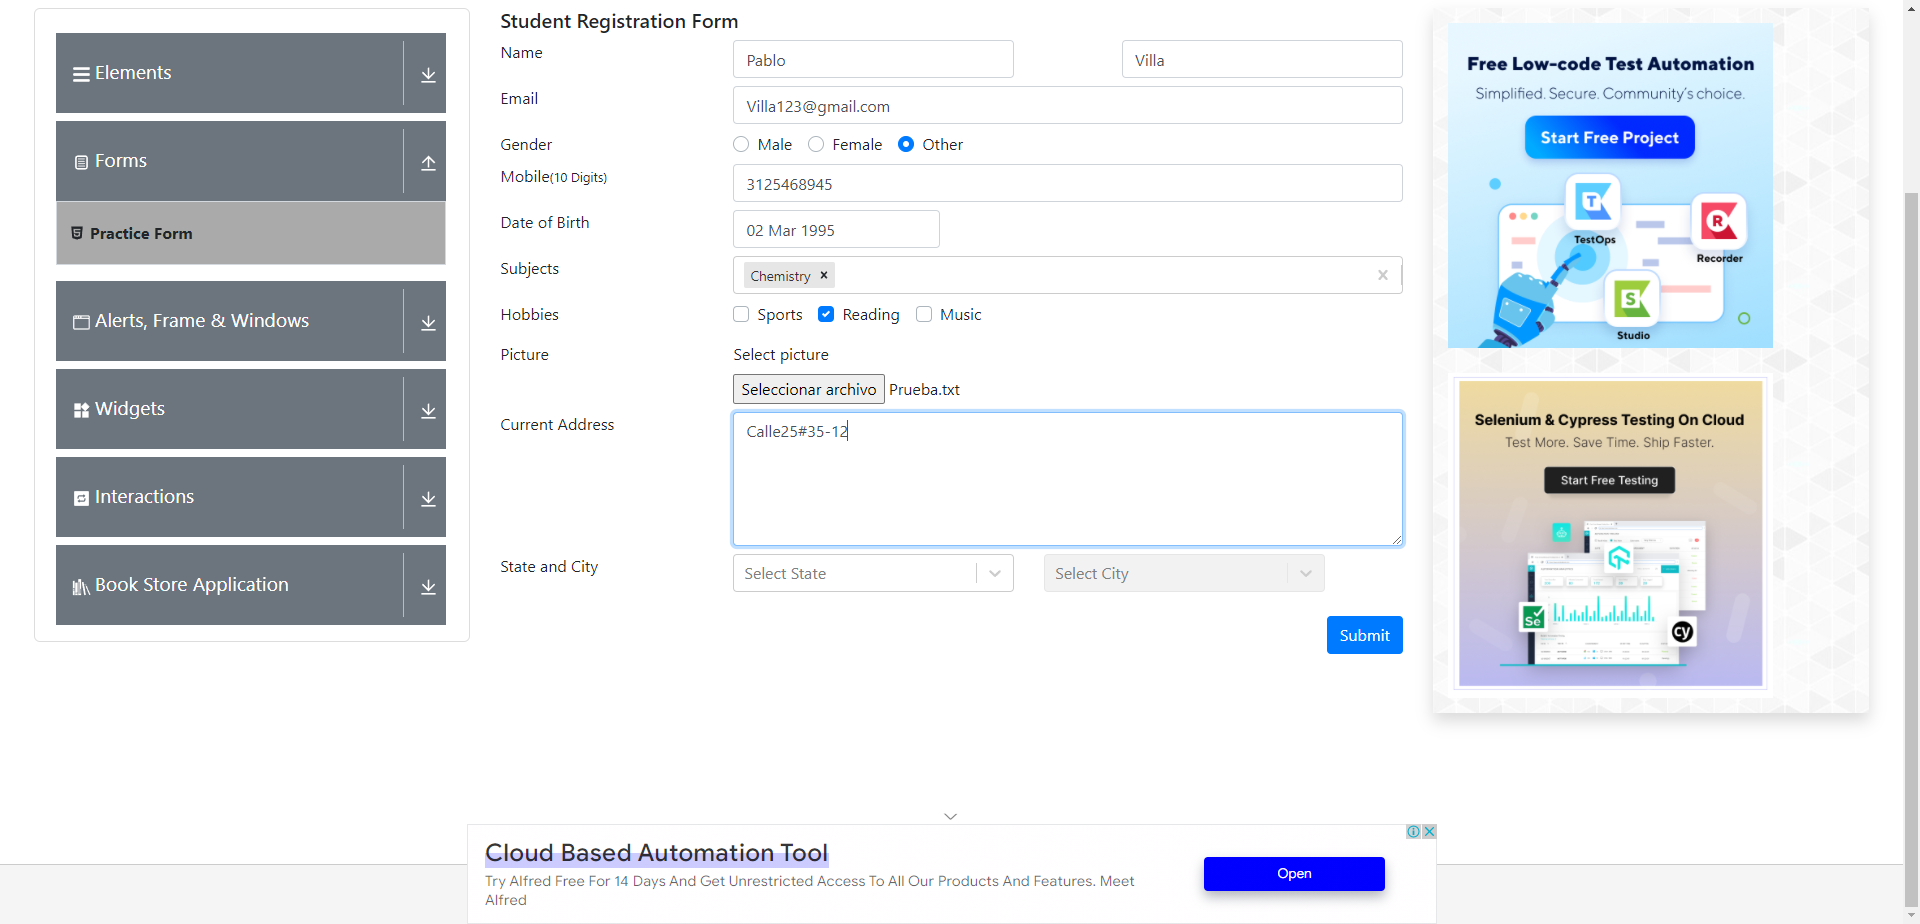 Elements
Forms
Practice Form
Alerts, Frame & Windows
Widgets
Interactions
Book Store Application
Student Registration Form
Name
Pablo
Villa
Email
Villa123@gmail.com
Gender
Male
Female
Other
Mobile(10 Digits)
3125468945
Date of Birth
02 Mar 1995
Subjects
Chemistry
Hobbies
Sports
Reading
Music
Picture
Select picture
Seleccionar archivo Prueba.txt
Current Address
Calle25#35-12
State and City
Select State
Select City
Submit
Free Low-code Test Automation
Simplified. Secure. Community's choice.
Start Free Project
TestOps
Recorder
Studio
Selenium & Cypress Testing On Cloud
Test More. Save Time. Ship Faster.
Start Free Testing
Se
cy
Cloud Based Automation Tool
Try Alfred Free For 14 Days And Get Unrestricted Access To All Our Products And Features. Meet
Alfred
Open